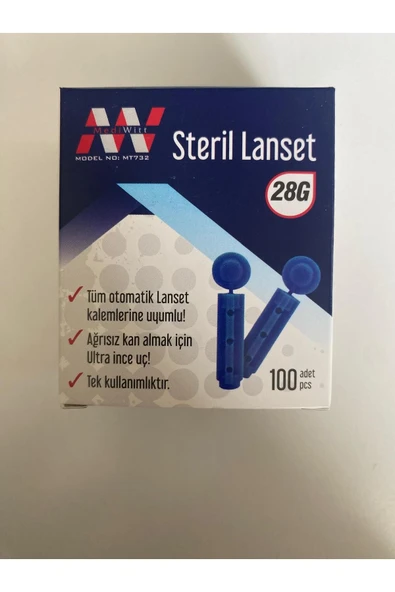 MediWitt
MODEL NO: MT732
Steril Lanset
28G
✓ Tüm otomatik Lanset
kalemlerine uyumlu!
✓ Ağrısız kan almak için
Ultra ince uç!
✓ Tek kullanımlıktır.
100 adet
pcs